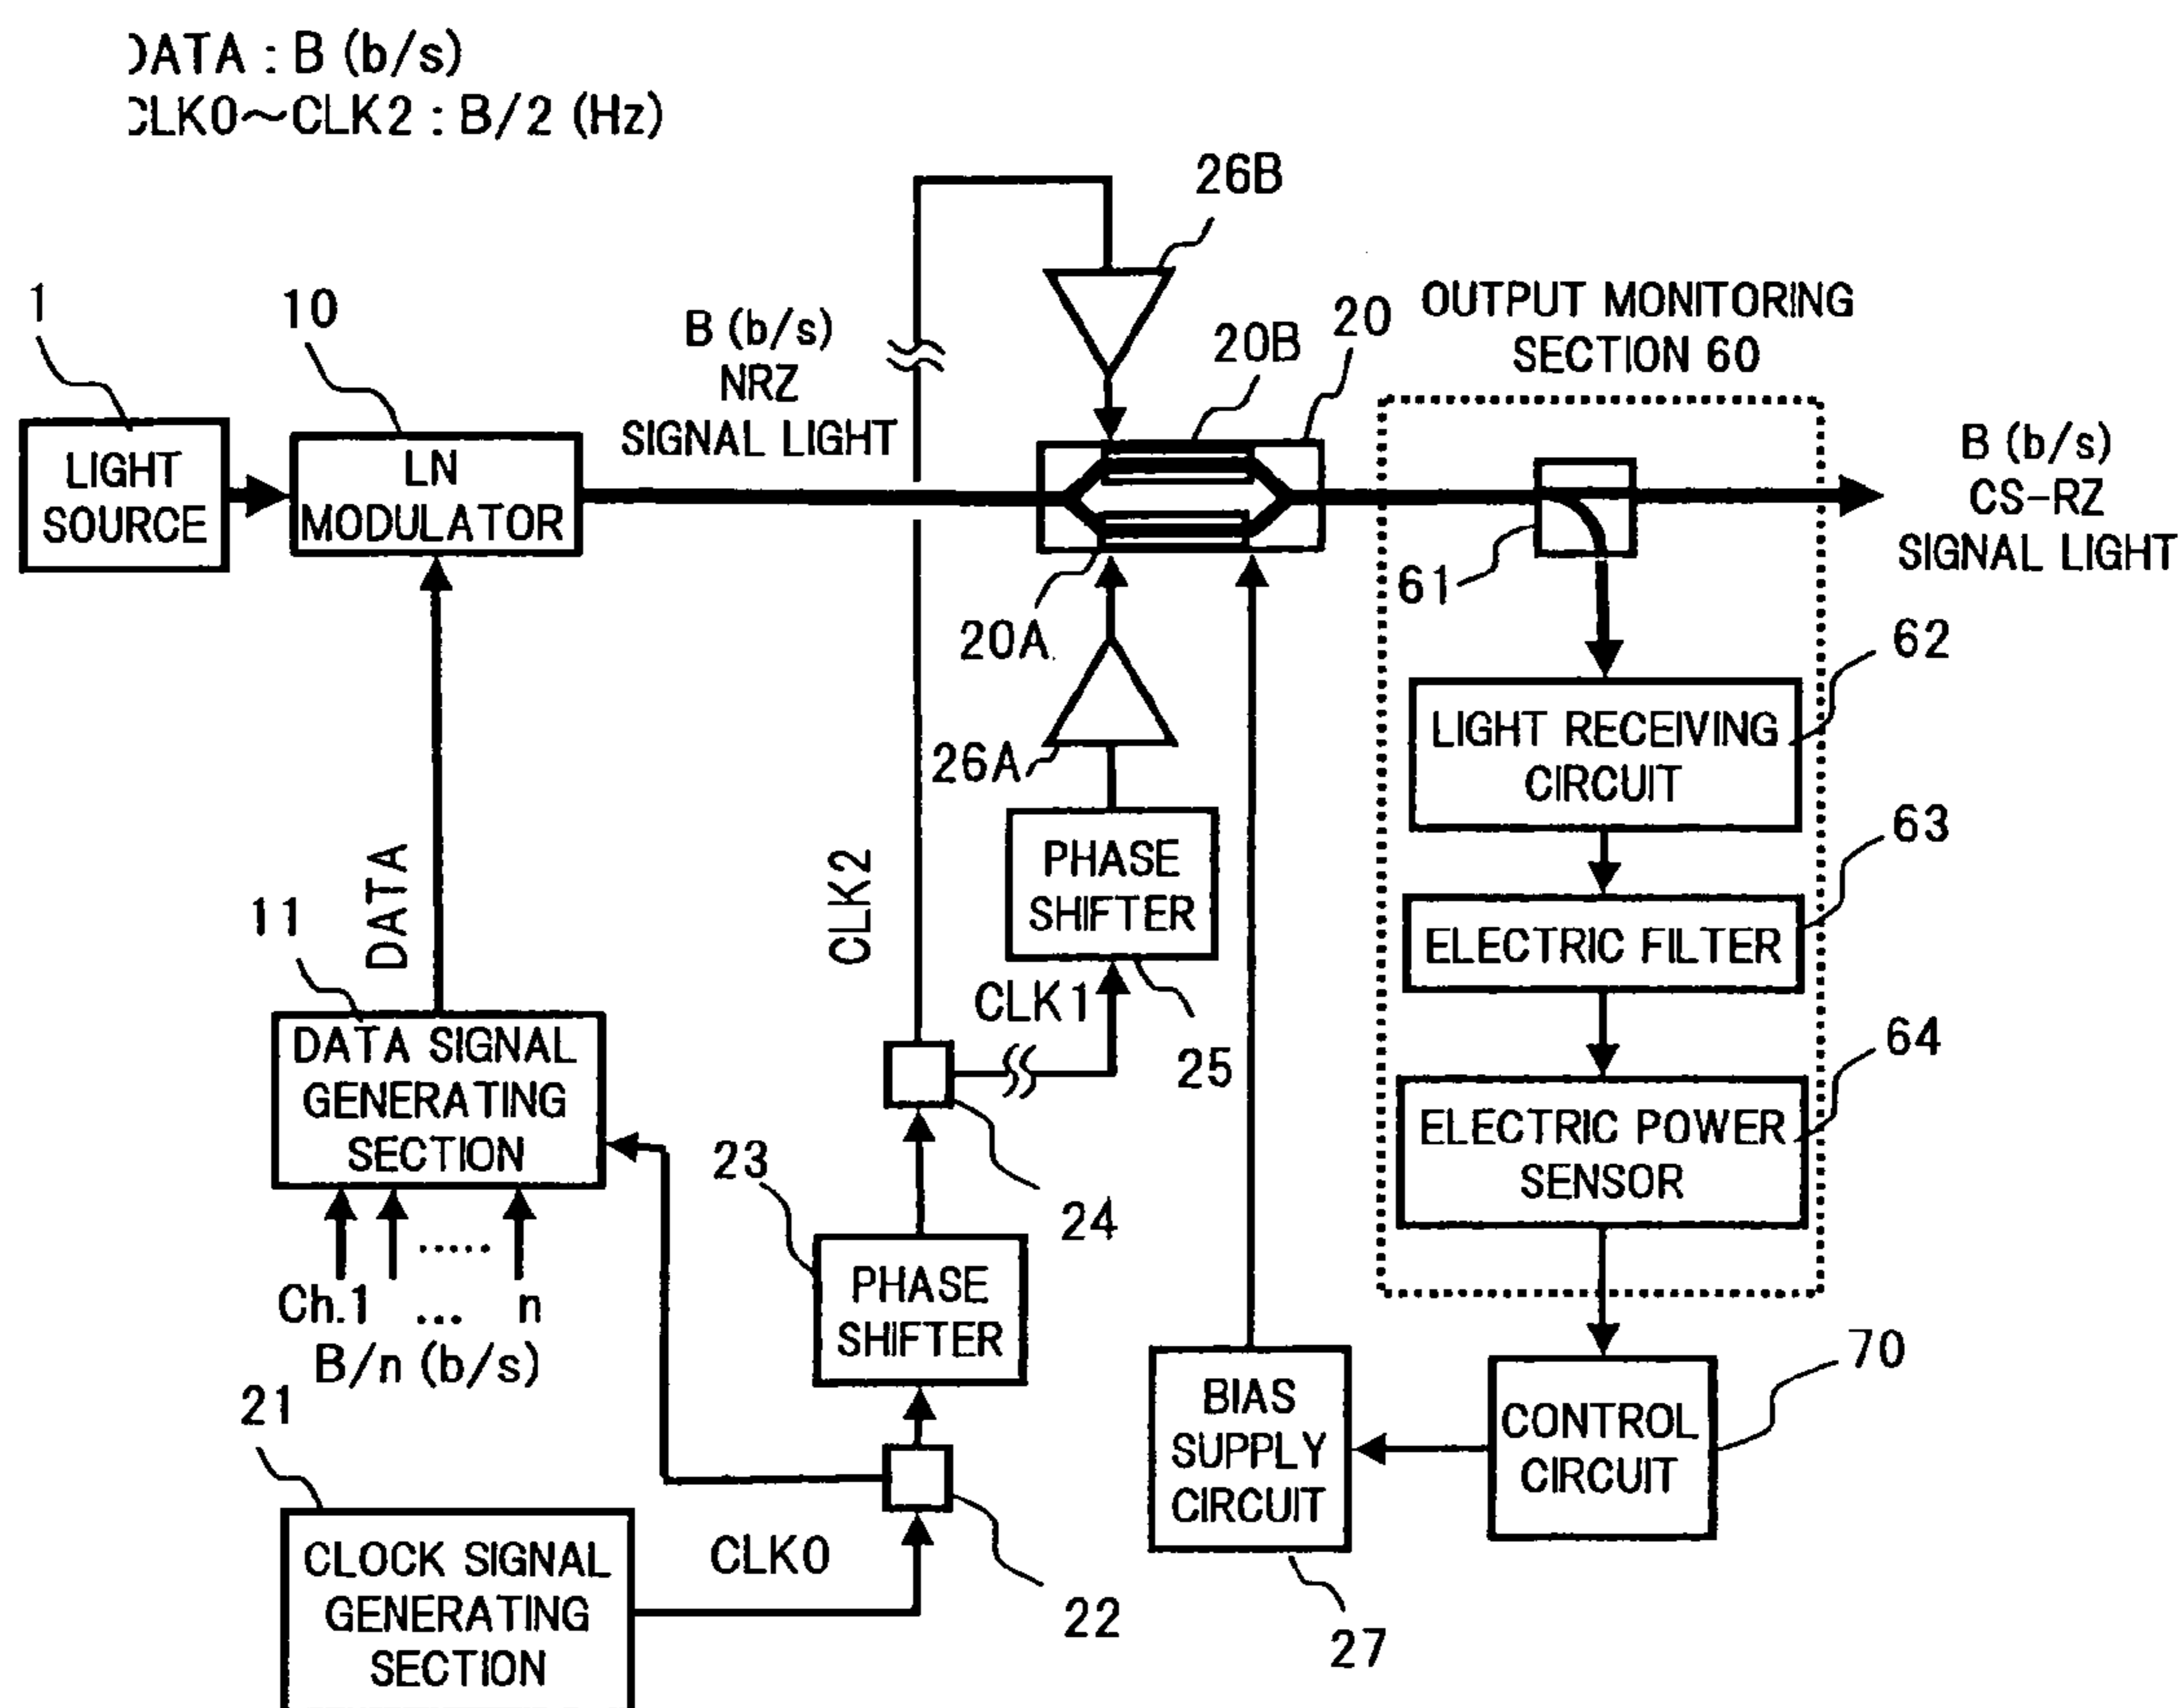 DATA : B (b/s)
CLK0~CLK2 : B/2 (Hz)
26B
1
10
B (b/s)
NRZ
SIGNAL LIGHT
20B
20
OUTPUT MONITORING
SECTION 60
LIGHT
SOURCE
LN
MODULATOR
B (b/s)
CS-RZ
SIGNAL LIGHT
61
20A
62
26A
LIGHT RECEIVING
CIRCUIT
63
PHASE
SHIFTER
DATA
CLK2
11
ELECTRIC FILTER
CLK1
25
64
DATA SIGNAL
GENERATING
SECTION
ELECTRIC POWER
SENSOR
23
24
Ch.1 ... n
B/n (b/s)
PHASE
SHIFTER
70
21
BIAS
SUPPLY
CIRCUIT
CONTROL
CIRCUIT
CLOCK SIGNAL
GENERATING
SECTION
CLK0
22
27